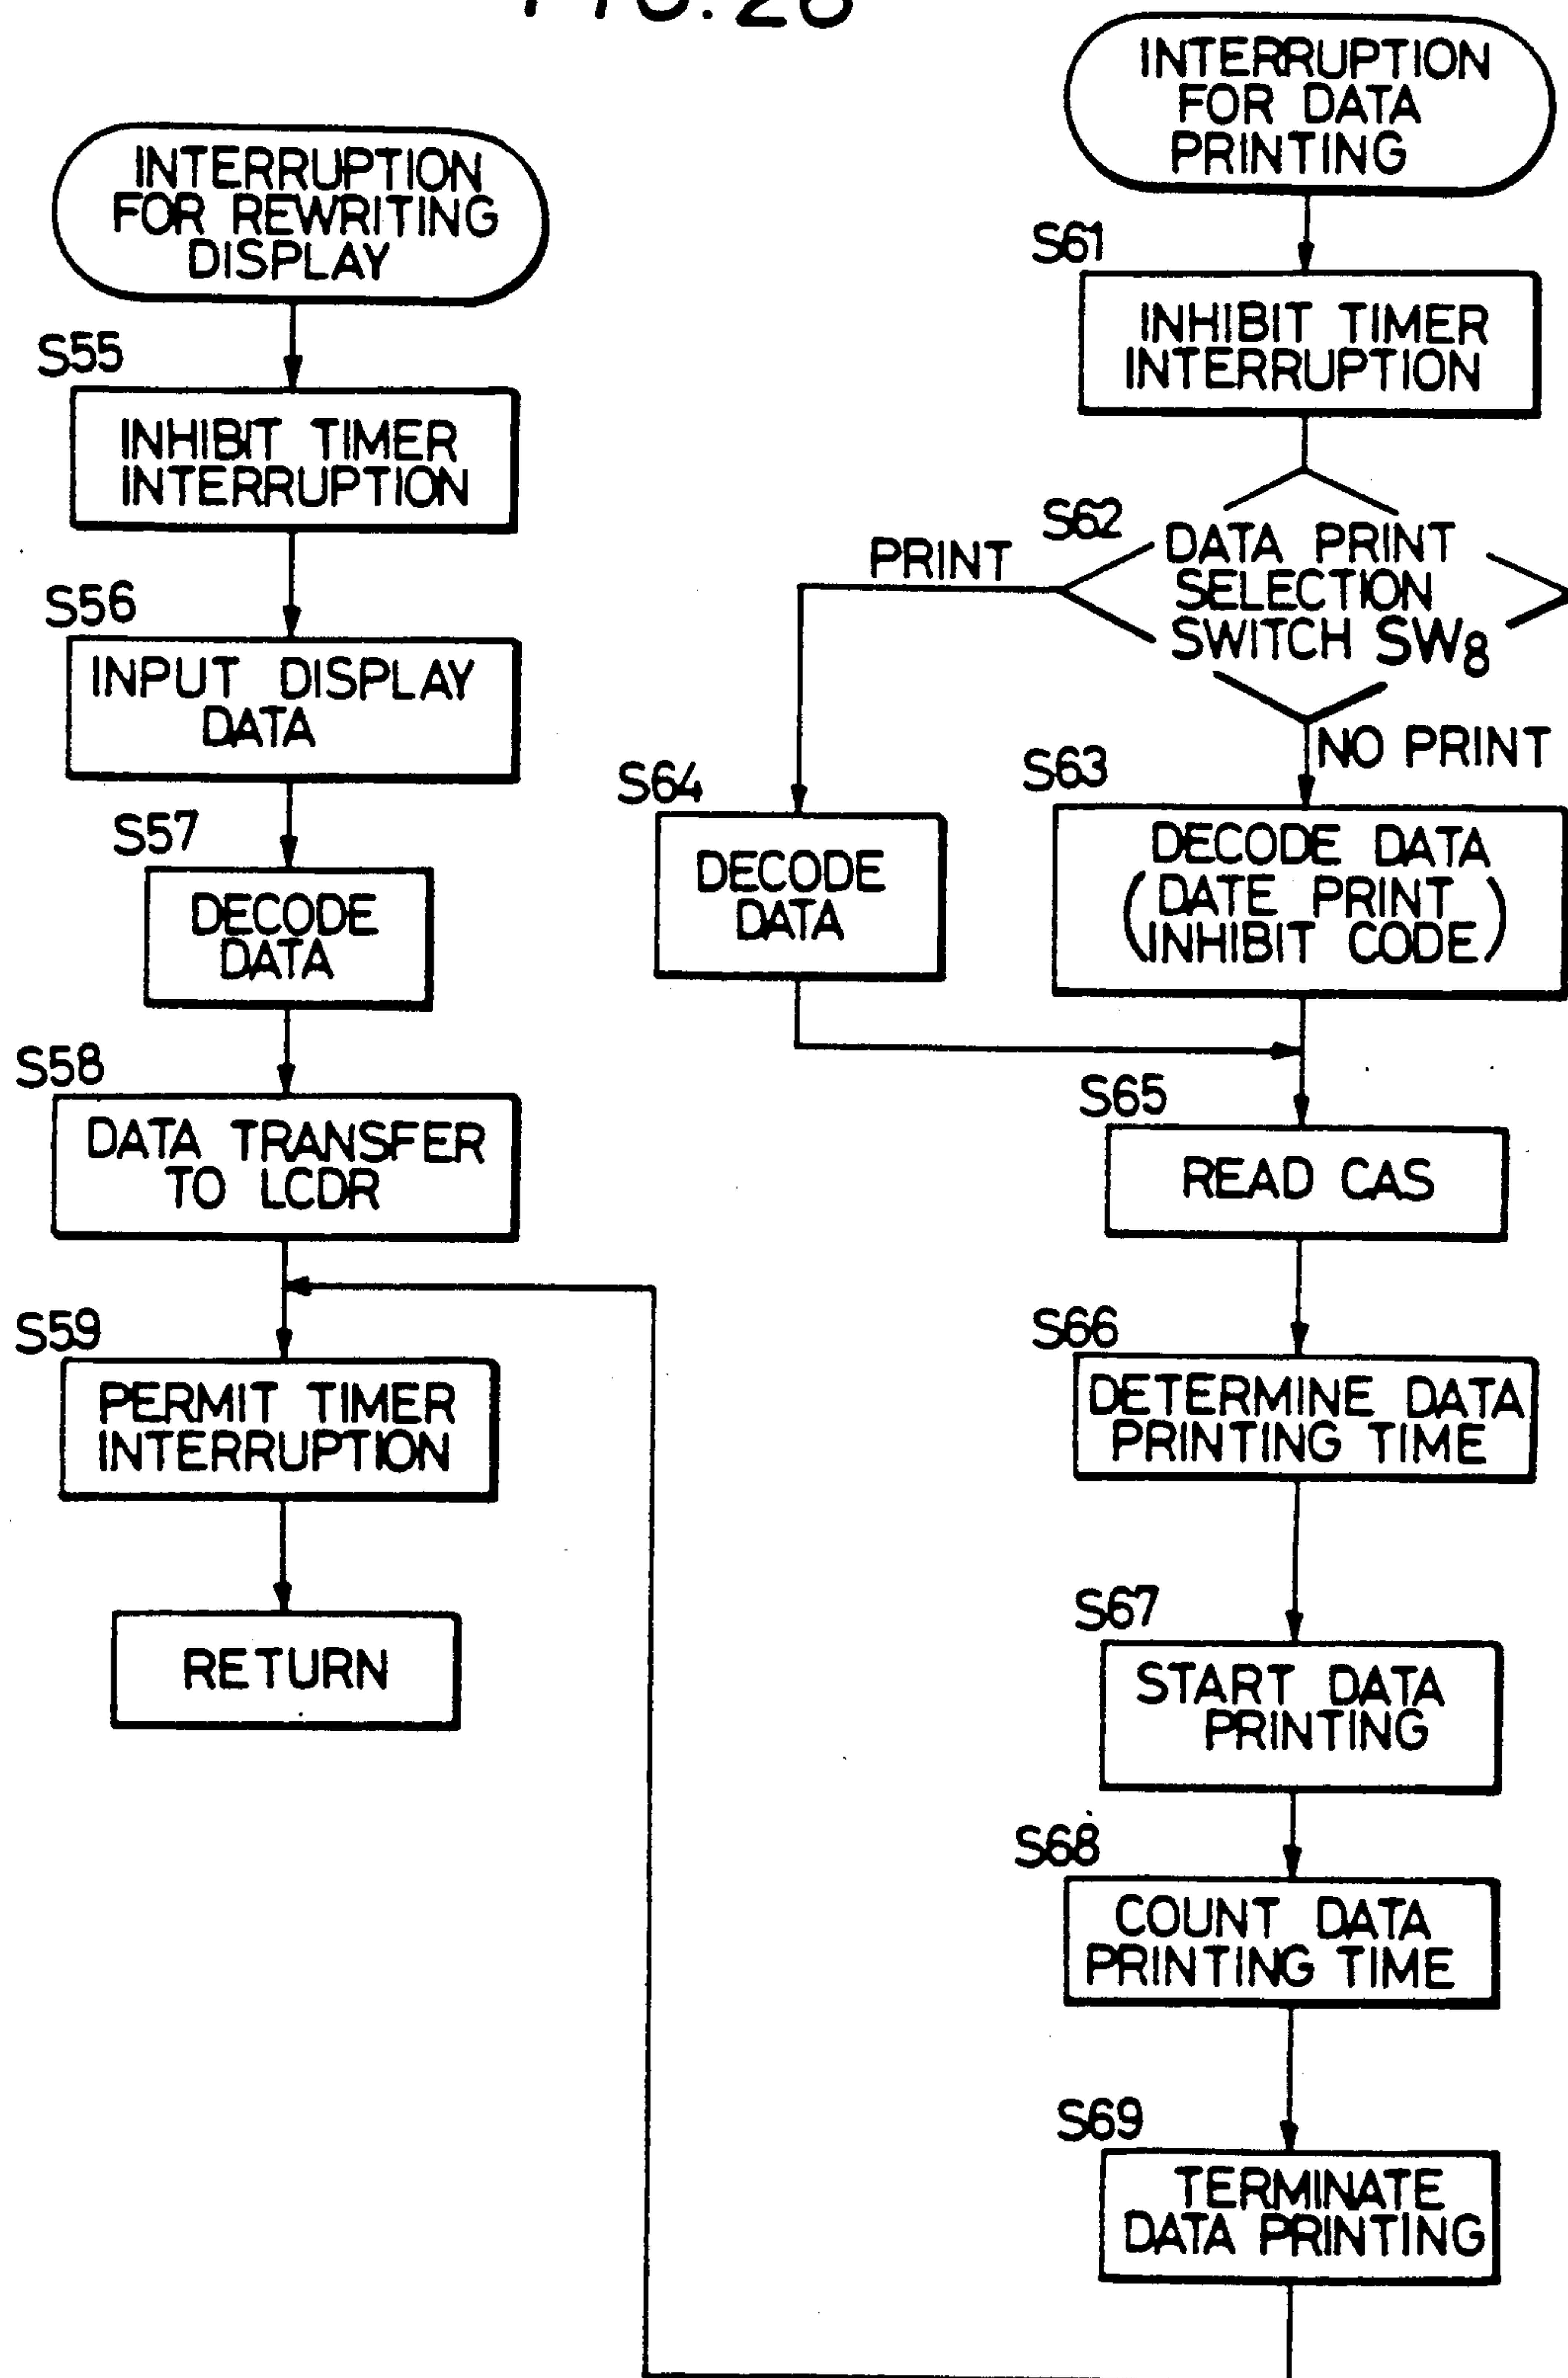 FIG. 28
INTERRUPTION
FOR REWRITING
DISPLAY
S55
INHIBIT TIMER
INTERRUPTION
S56
INPUT DISPLAY
DATA
S57
DECODE
DATA
S58
DATA TRANSFER
TO LCDR
S59
PERMIT TIMER
INTERRUPTION
RETURN
INTERRUPTION
FOR DATA
PRINTING
S61
INHIBIT TIMER
INTERRUPTION
S62
DATA PRINT
SELECTION
SWITCH SW8
PRINT
NO PRINT
S64
DECODE
DATA
S63
DECODE DATA
(DATE PRINT
INHIBIT CODE)
S65
READ CAS
S66
DETERMINE DATA
PRINTING TIME
S67
START DATA
PRINTING
S68
COUNT DATA
PRINTING TIME
S69
TERMINATE
DATA PRINTING